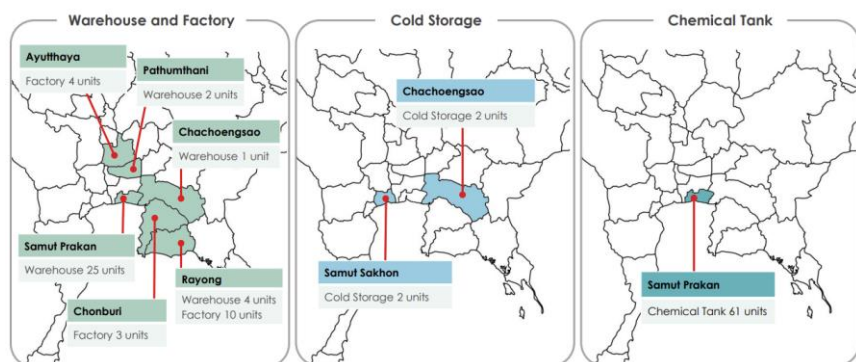 Warehouse and Factory
Ayutthaya
Factory 4 units
Pathumthani
Warehouse 2 units
Chachoengsao
Warehouse 1 unit
Samut Prakan
Warehouse 25 units
Chonburi
Factory 3 units
Rayong
Warehouse 4 units
Factory 10 units
Cold Storage
Chachoengsao
Cold Storage 2 units
Samut Sakhon
Cold Storage 2 units
Chemical Tank
Samut Prakan
Chemical Tank 61 units